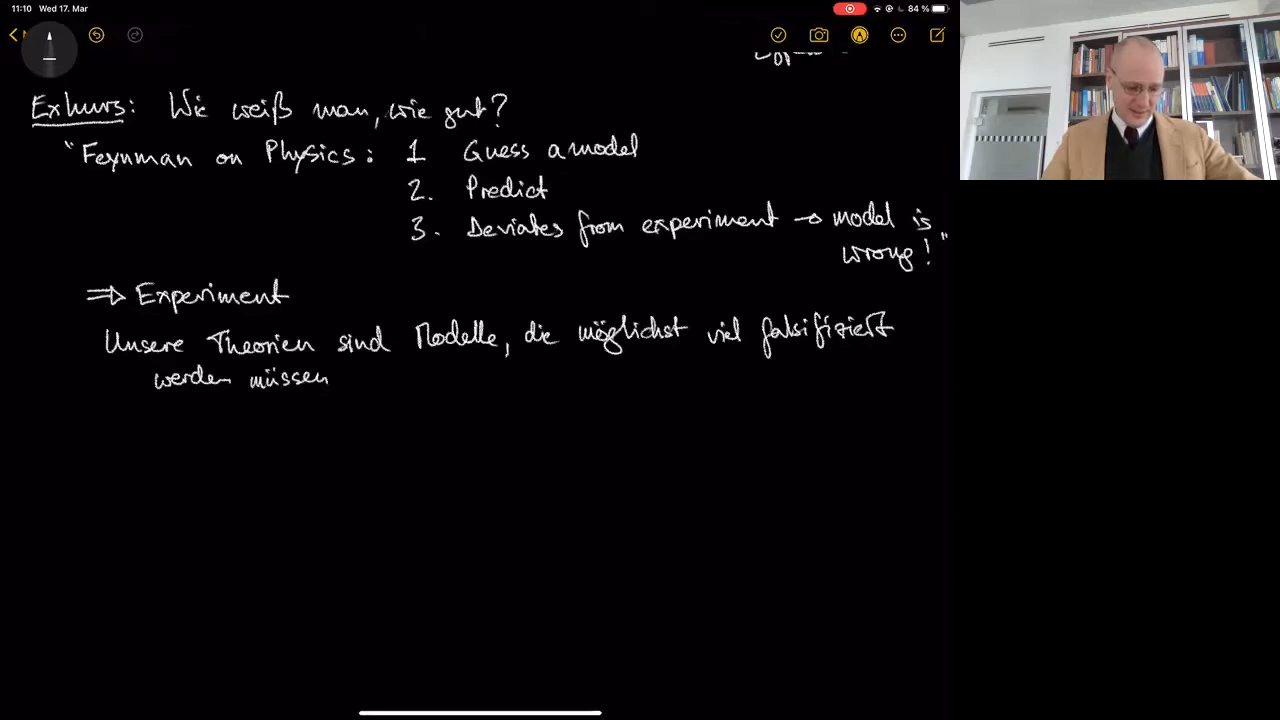 11:10 Wed 17. Mar
84 %
Exkurs: Wie weiß man, wie gut?
"Feynman on Physics: 1 Guess a model
2. Predict
3. Deviates from experiment → model is
wrong!"
⇒ Experiment
Unsere Theorien sind Modelle, die möglichst viel falsifiziert
werden müssen